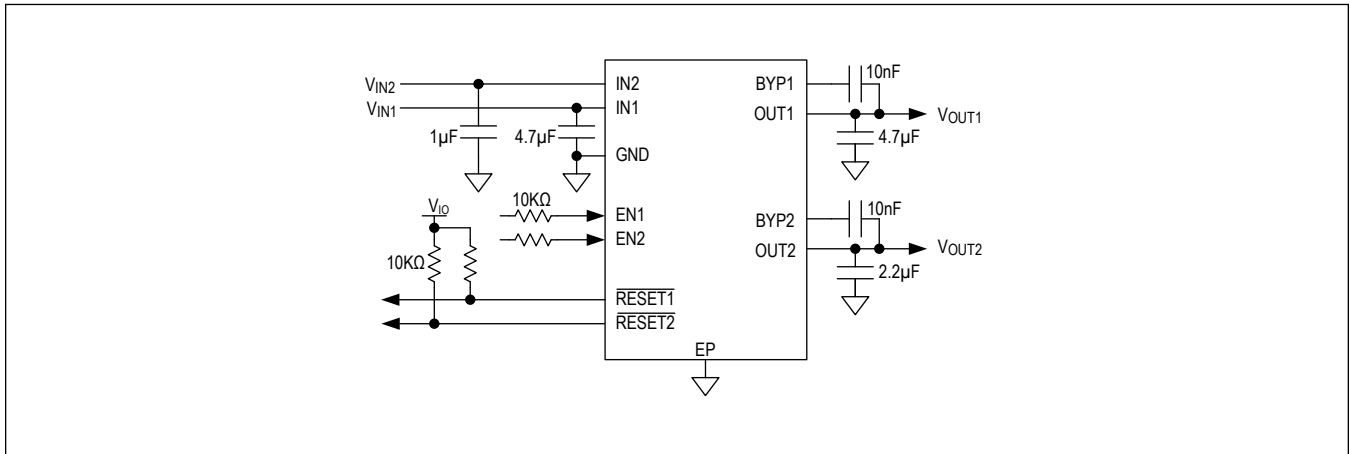 VIN2
VIN1
1µF
4.7µF
IN2
IN1
GND
10KΩ
EN1
EN2
VIO
10KΩ
RESET1
RESET2
EP
BYP1
OUT1
10nF
VOUT1
4.7µF
BYP2
OUT2
10nF
VOUT2
2.2µF